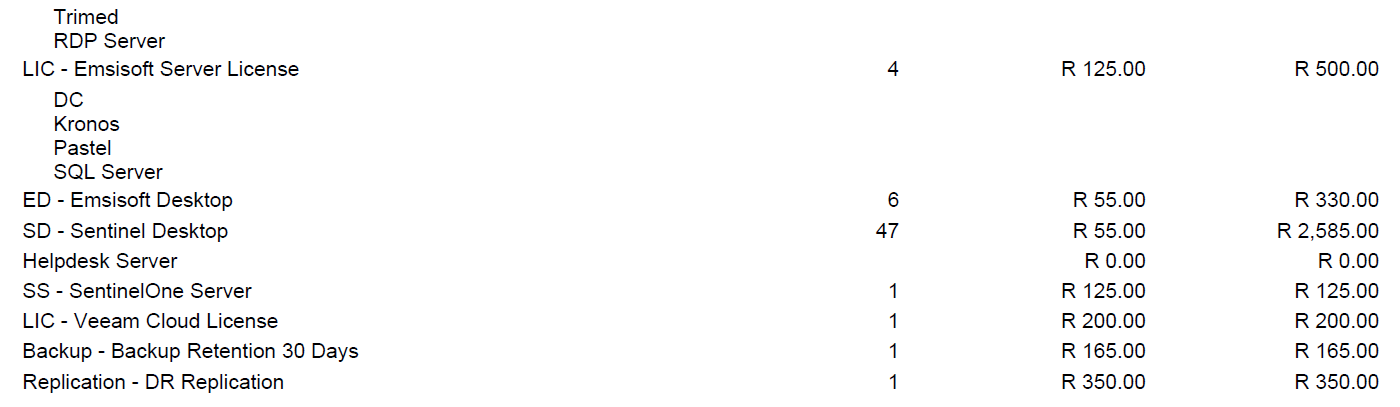 Trimed
RDP Server
LIC - Emsisoft Server License 4 R 125.00 R 500.00
DC
Kronos
Pastel
SQL Server
ED - Emsisoft Desktop 6 R 55.00 R 330.00
SD - Sentinel Desktop 47 R 55.00 R 2,585.00
Helpdesk Server R 0.00 R 0.00
SS - SentinelOne Server 1 R 125.00 R 125.00
LIC - Veeam Cloud License 1 R 200.00 R 200.00
Backup - Backup Retention 30 Days 1 R 165.00 R 165.00
Replication - DR Replication 1 R 350.00 R 350.00